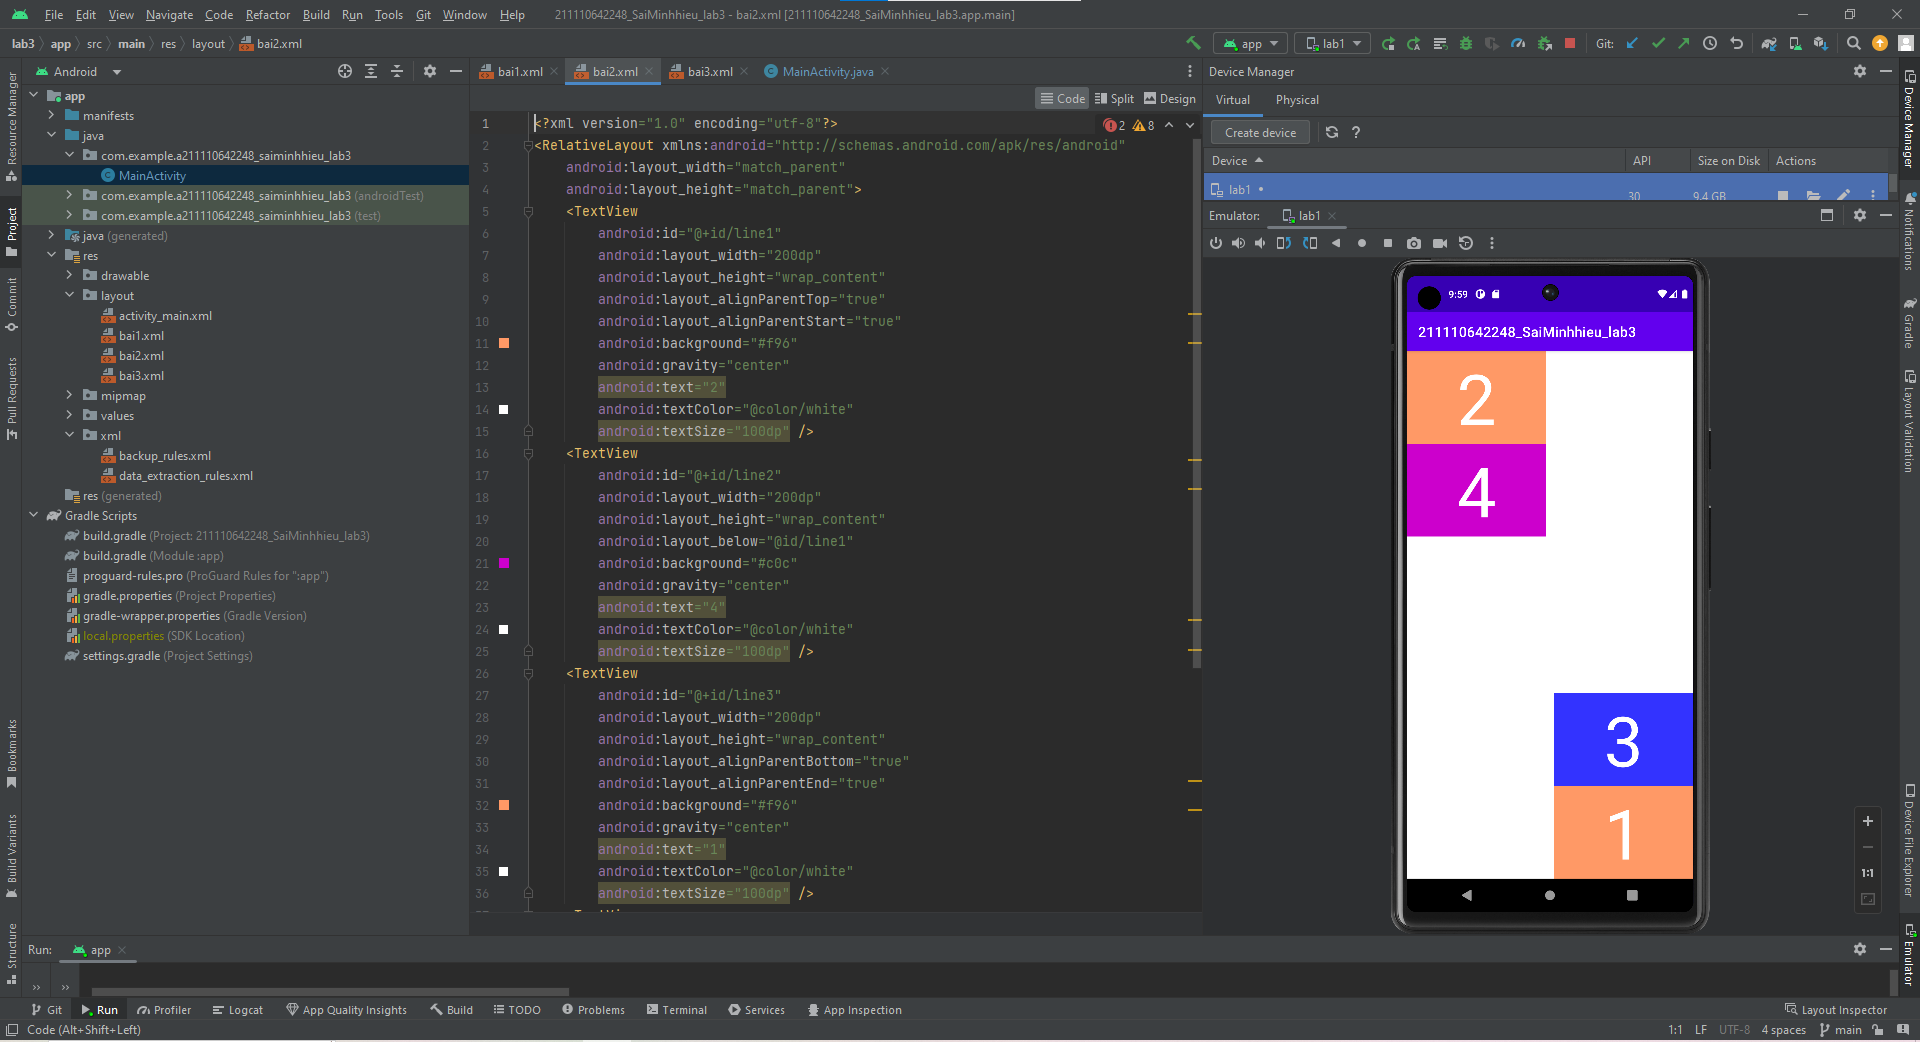 File Edit View Navigate Code Refactor Build Run Tools Git Window Help 211110642248_SaiMinhhieu_lab3 - bai2.xml [211110642248_SaiMinhhieu_lab3.app.main]
lab3 app src main res layout bai2.xml app lab1 Git:
Android
bai1.xml bai2.xml bai3.xml MainActivity.java
Device Manager
Code Split Design
Virtual Physical
Create device ?
Device API Size on Disk Actions
lab1 30 9.4 GB
Emulator: lab1
app
manifests
java
com.example.a211110642248_saiminhhieu_lab3
MainActivity
com.example.a211110642248_saiminhhieu_lab3 (androidTest)
com.example.a211110642248_saiminhhieu_lab3 (test)
java (generated)
res
drawable
layout
activity_main.xml
bai1.xml
bai2.xml
bai3.xml
mipmap
values
xml
backup_rules.xml
data_extraction_rules.xml
res (generated)
Gradle Scripts
build.gradle (Project: 211110642248_SaiMinhhieu_lab3)
build.gradle (Module :app)
proguard-rules.pro (ProGuard Rules for ":app")
gradle.properties (Project Properties)
gradle-wrapper.properties (Gradle Version)
local.properties (SDK Location)
settings.gradle (Project Settings)
1 <?xml version="1.0" encoding="utf-8"?> 2 8
2 <RelativeLayout xmlns:android="http://schemas.android.com/apk/res/android"
3 android:layout_width="match_parent"
4 android:layout_height="match_parent">
5 <TextView
6 android:id="@+id/line1"
7 android:layout_width="200dp"
8 android:layout_height="wrap_content"
9 android:layout_alignParentTop="true"
10 android:layout_alignParentStart="true"
11 android:background="#f96"
12 android:gravity="center"
13 android:text="2"
14 android:textColor="@color/white"
15 android:textSize="100dp" />
16 <TextView
17 android:id="@+id/line2"
18 android:layout_width="200dp"
19 android:layout_height="wrap_content"
20 android:layout_below="@id/line1"
21 android:background="#c0c"
22 android:gravity="center"
23 android:text="4"
24 android:textColor="@color/white"
25 android:textSize="100dp" />
26 <TextView
27 android:id="@+id/line3"
28 android:layout_width="200dp"
29 android:layout_height="wrap_content"
30 android:layout_alignParentBottom="true"
31 android:layout_alignParentEnd="true"
32 android:background="#f96"
33 android:gravity="center"
34 android:text="1"
35 android:textColor="@color/white"
36 android:textSize="100dp" />
9:59
211110642248_SaiMinhhieu_lab3
2
4
3
1
1:1
Resource Manager
Project
Commit
Pull Requests
Bookmarks
Build Variants
Structure
Device Manager
Notifications
Gradle
Layout Validation
Device File Explorer
Emulator
Run: app
Git Run Profiler Logcat App Quality Insights Build TODO Problems Terminal Services App Inspection Layout Inspector
Code (Alt+Shift+Left) 1:1 LF UTF-8 4 spaces main